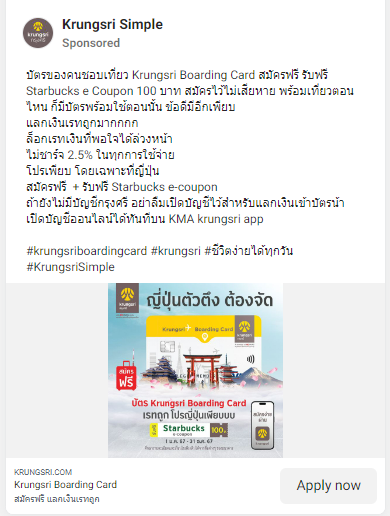 Krungsri Simple
Sponsored
บัตรของคนชอบเที่ยว Krungsri Boarding Card สมัครฟรี รับฟรี
Starbucks e Coupon 100 บาท สมัครไว้ไม่เสียหาย พร้อมเที่ยวตอน
ไหน ก็มีบัตรพร้อมใช้ตอนนั้น ข้อดีมีอีกเพียบ
แลกเงินเรทถูกมากกกก
ล็อกเรทเงินที่พอใจได้ล่วงหน้า
ไม่ชาร์จ 2.5% ในทุกการใช้จ่าย
โปรเพียบ โดยเฉพาะที่ญี่ปุ่น
สมัครฟรี + รับฟรี Starbucks e-coupon
ถ้ายังไม่มีบัญชีกรุงศรี อย่าลืมเปิดบัญชีไว้สำหรับแลกเงินเข้าบัตรน้า
เปิดบัญชีออนไลน์ได้ทันทีบน KMA krungsri app
#krungsriboardingcard #krungsri #ชีวิตง่ายได้ทุกวัน
#KrungsriSimple
krungsri
กรุงศรี
ญี่ปุ่นตัวตึง ต้องจัด
Krungsri Boarding Card
สมัคร
ฟรี
บัตร Krungsri Boarding Card
เรทถูก โปรญี่ปุ่นเพียบบบ
Starbucks
e-Coupon
100
1 ม.ค. 67 - 31 ต.ค. 67
KRUNGSRI.COM
Krungsri Boarding Card
สมัครฟรี แลกเงินเรทถูก
Apply now